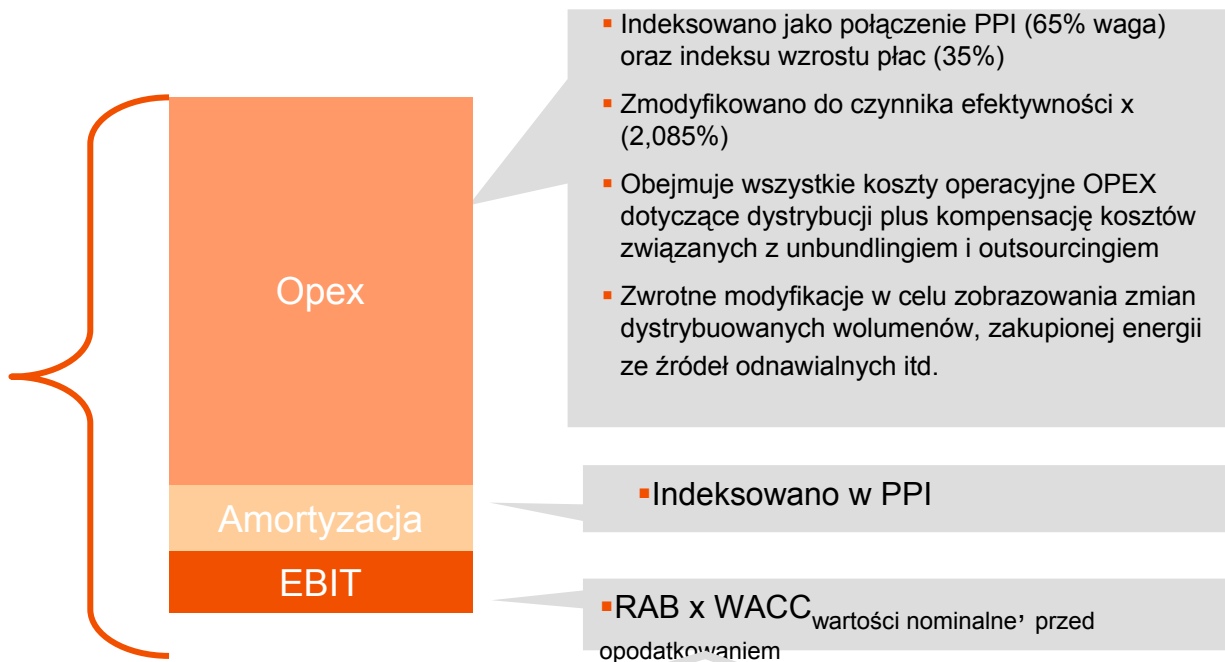 ▪ Indeksowano jako połączenie PPI (65% waga)
oraz indeksu wzrostu płac (35%)
▪ Zmodyfikowano do czynnika efektywności x
(2,085%)
▪ Obejmuje wszystkie koszty operacyjne OPEX
dotyczące dystrybucji plus kompensację kosztów
związanych z unbundlingiem i outsourcingiem
▪ Zwrotne modyfikacje w celu zobrazowania zmian
dystrybuowanych wolumenów, zakupionej energii
ze źródeł odnawialnych itd.
Opex
▪Indeksowano w PPI
Amortyzacja
EBIT
▪RAB x WACC wartości nominalne, przed
opodatkowaniem